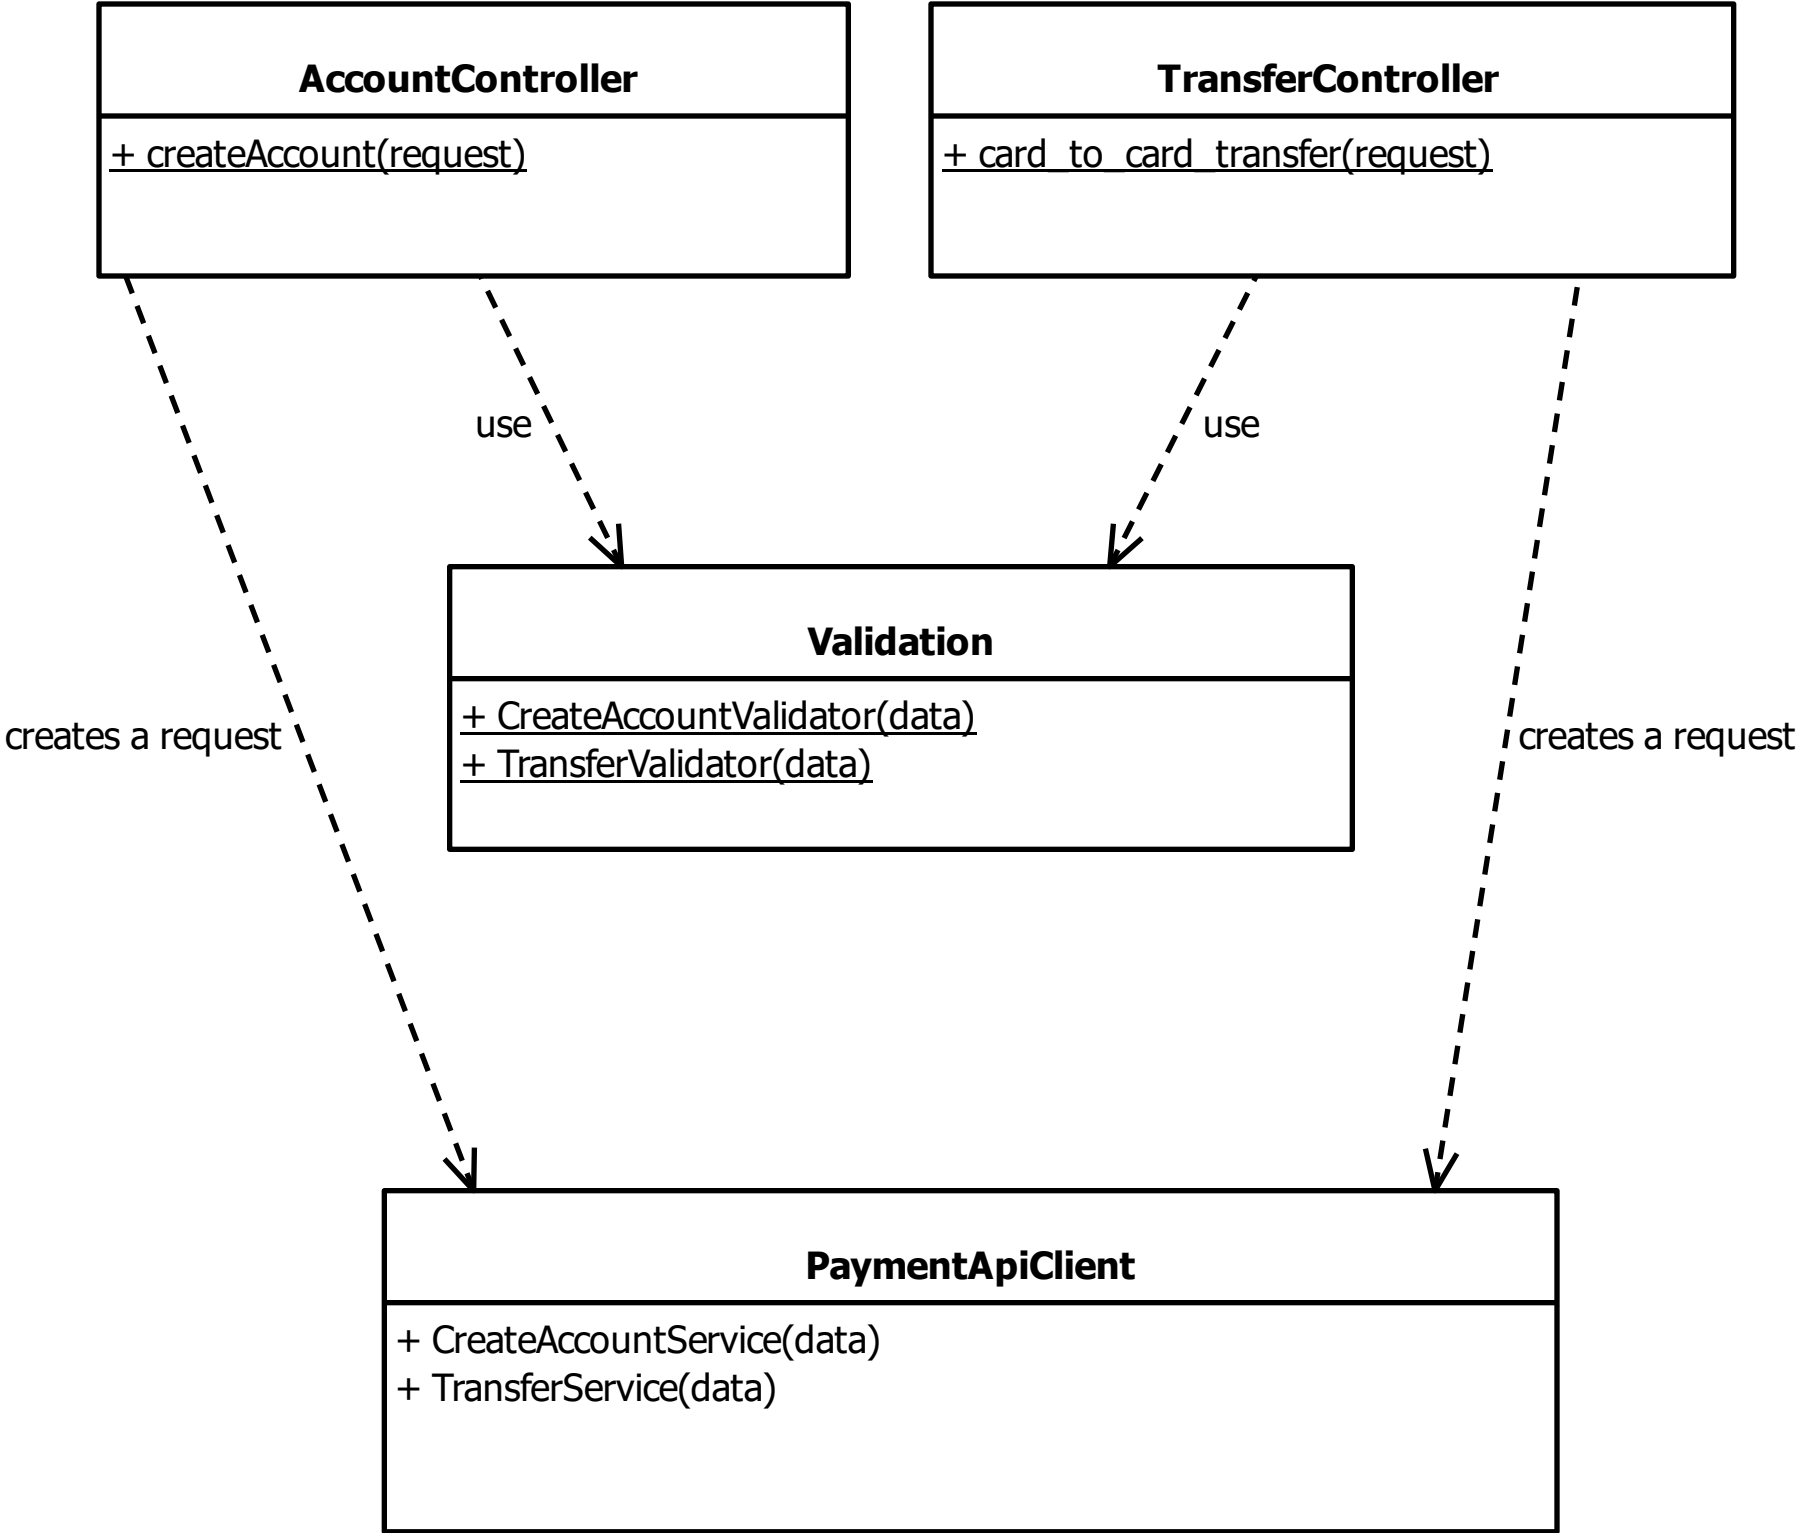 AccountController
+ createAccount(request)
TransferController
+ card_to_card_transfer(request)
use
use
Validation
+ CreateAccountValidator(data)
+ TransferValidator(data)
creates a request
creates a request
PaymentApiClient
+ CreateAccountService(data)
+ TransferService(data)